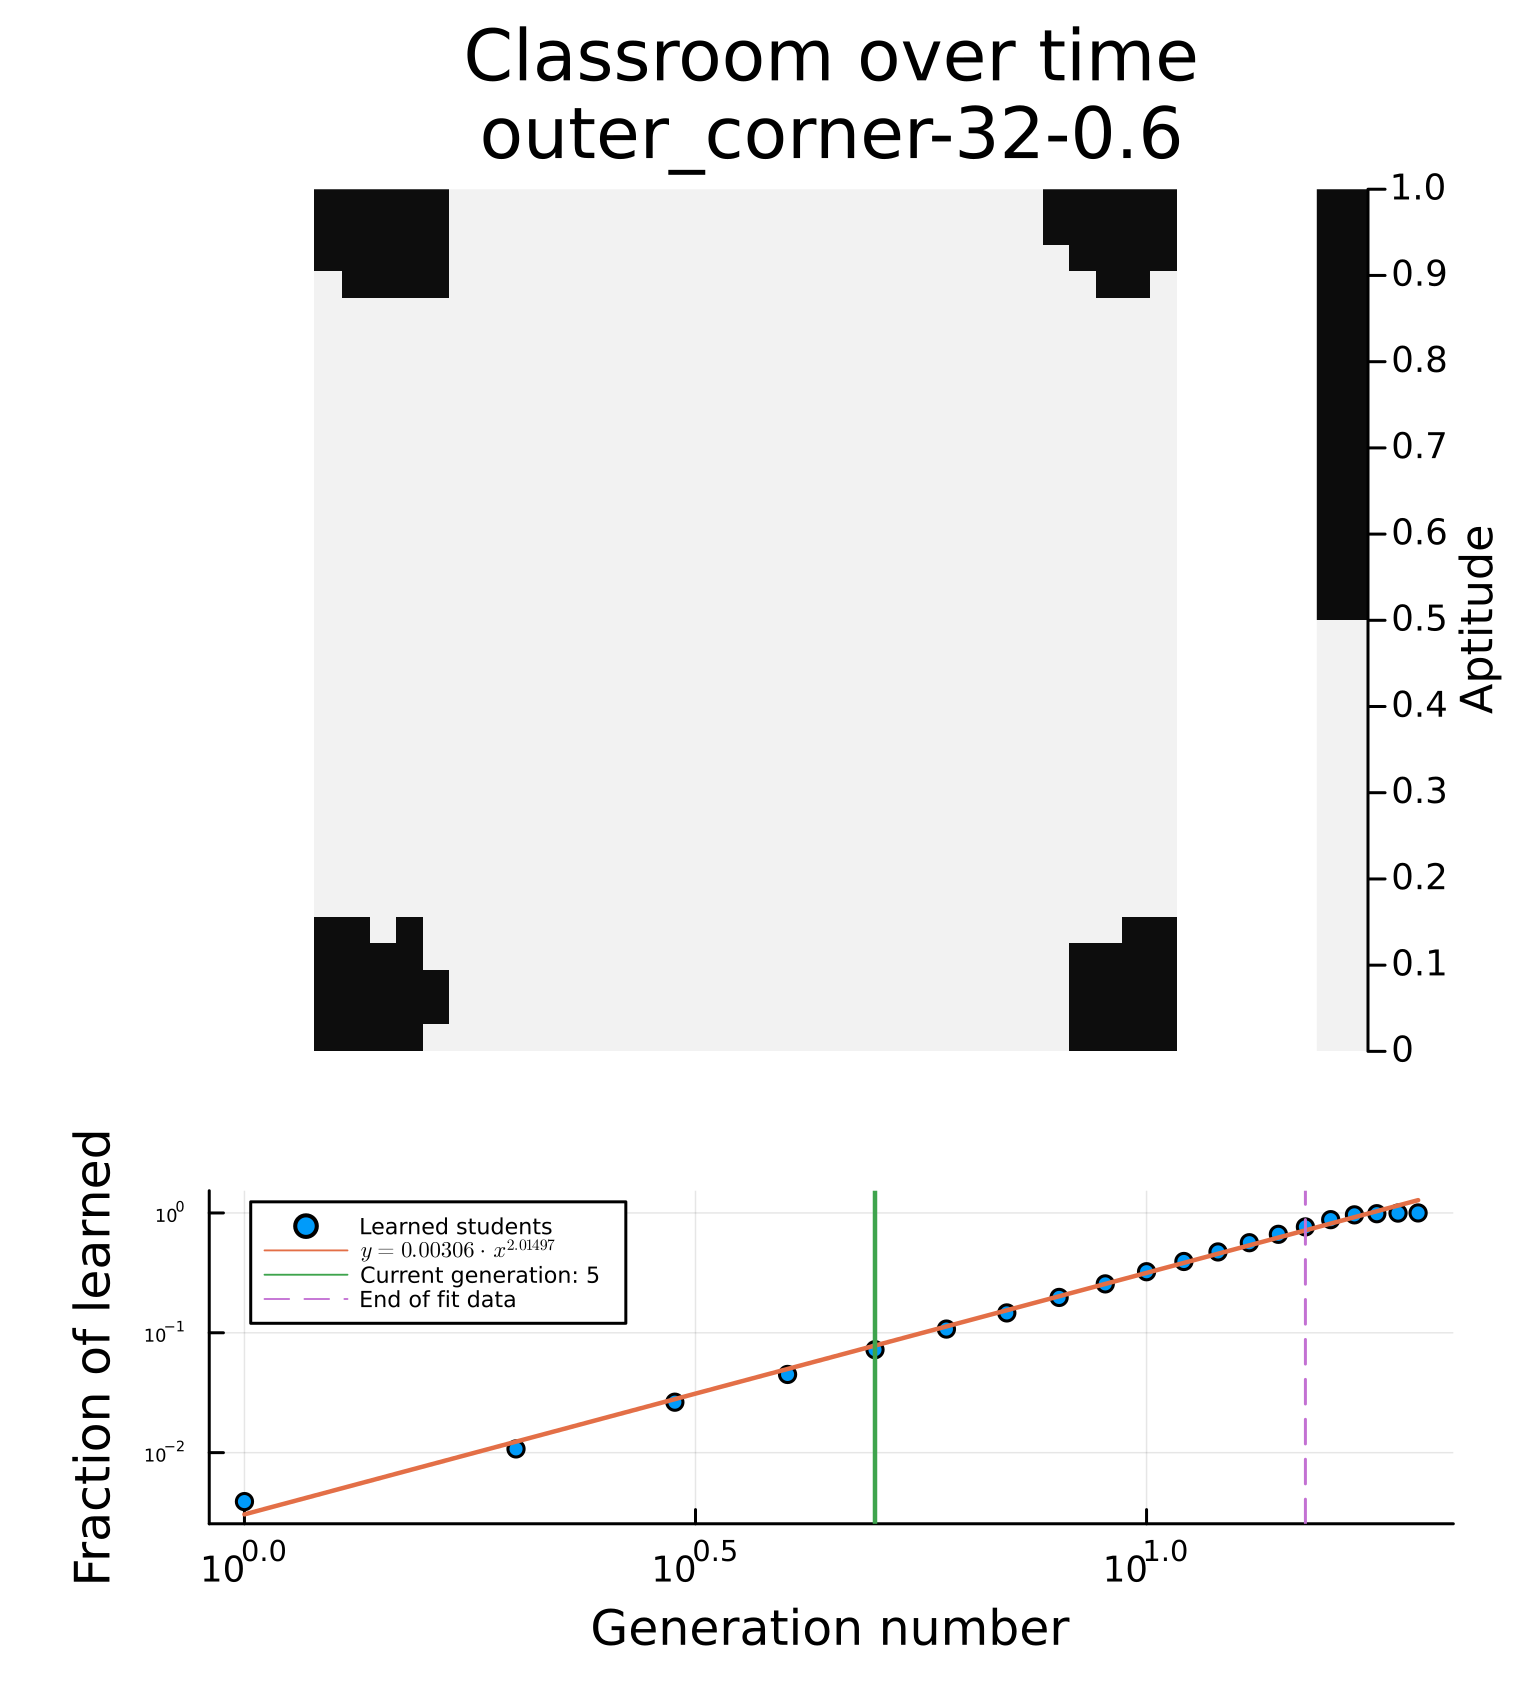 Classroom over time
outer_corner-32-0.6
1.0
0.9
0.8
0.7
0.6
0.5
0.4
0.3
0.2
0.1
0
Aptitude
Fraction of learned
10⁰
10⁻¹
10⁻²
Learned students
y = 0.00306 · x^2.01497
Current generation: 5
End of fit data
10^0.0
10^0.5
10^1.0
Generation number